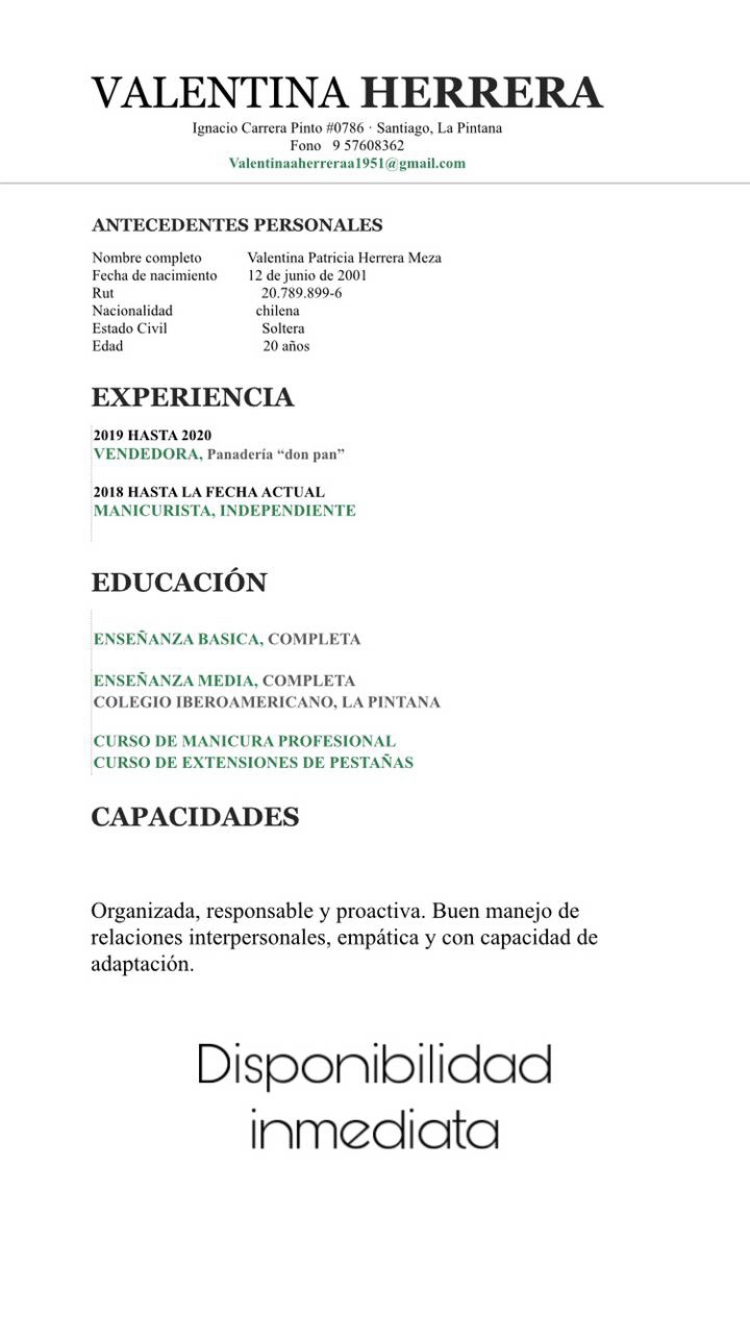 VALENTINA HERRERA
Ignacio Carrera Pinto #0786 · Santiago, La Pintana
Fono 9 57608362
Valentinaaherreraa1951@gmail.com
ANTECEDENTES PERSONALES
Nombre completo Valentina Patricia Herrera Meza
Fecha de nacimiento 12 de junio de 2001
Rut 20.789.899-6
Nacionalidad chilena
Estado Civil Soltera
Edad 20 años
EXPERIENCIA
2019 HASTA 2020
VENDEDORA, Panadería “don pan”
2018 HASTA LA FECHA ACTUAL
MANICURISTA, INDEPENDIENTE
EDUCACIÓN
ENSEÑANZA BASICA, COMPLETA
ENSEÑANZA MEDIA, COMPLETA
COLEGIO IBEROAMERICANO, LA PINTANA
CURSO DE MANICURA PROFESIONAL
CURSO DE EXTENSIONES DE PESTAÑAS
CAPACIDADES
Organizada, responsable y proactiva. Buen manejo de
relaciones interpersonales, empática y con capacidad de
adaptación.
Disponibilidad
inmediata